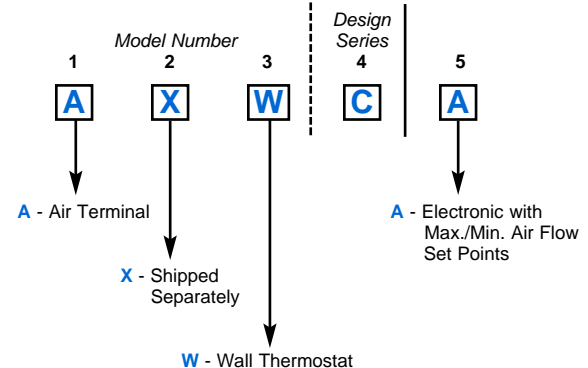 Model Number
Design
Series
1 2 3 4 5
A X W C A
A - Air Terminal
A - Electronic with
Max./Min. Air Flow
Set Points
X - Shipped
Separately
W - Wall Thermostat